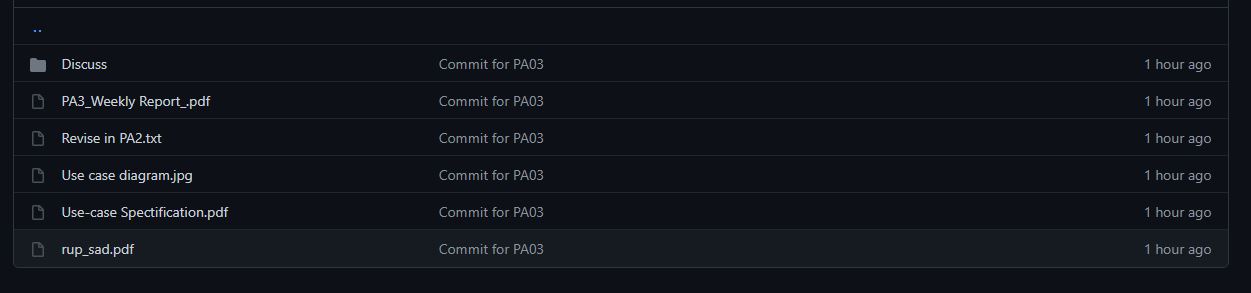 ..
Discuss Commit for PA03 1 hour ago
PA3_Weekly Report_.pdf Commit for PA03 1 hour ago
Revise in PA2.txt Commit for PA03 1 hour ago
Use case diagram.jpg Commit for PA03 1 hour ago
Use-case Spectification.pdf Commit for PA03 1 hour ago
rup_sad.pdf Commit for PA03 1 hour ago